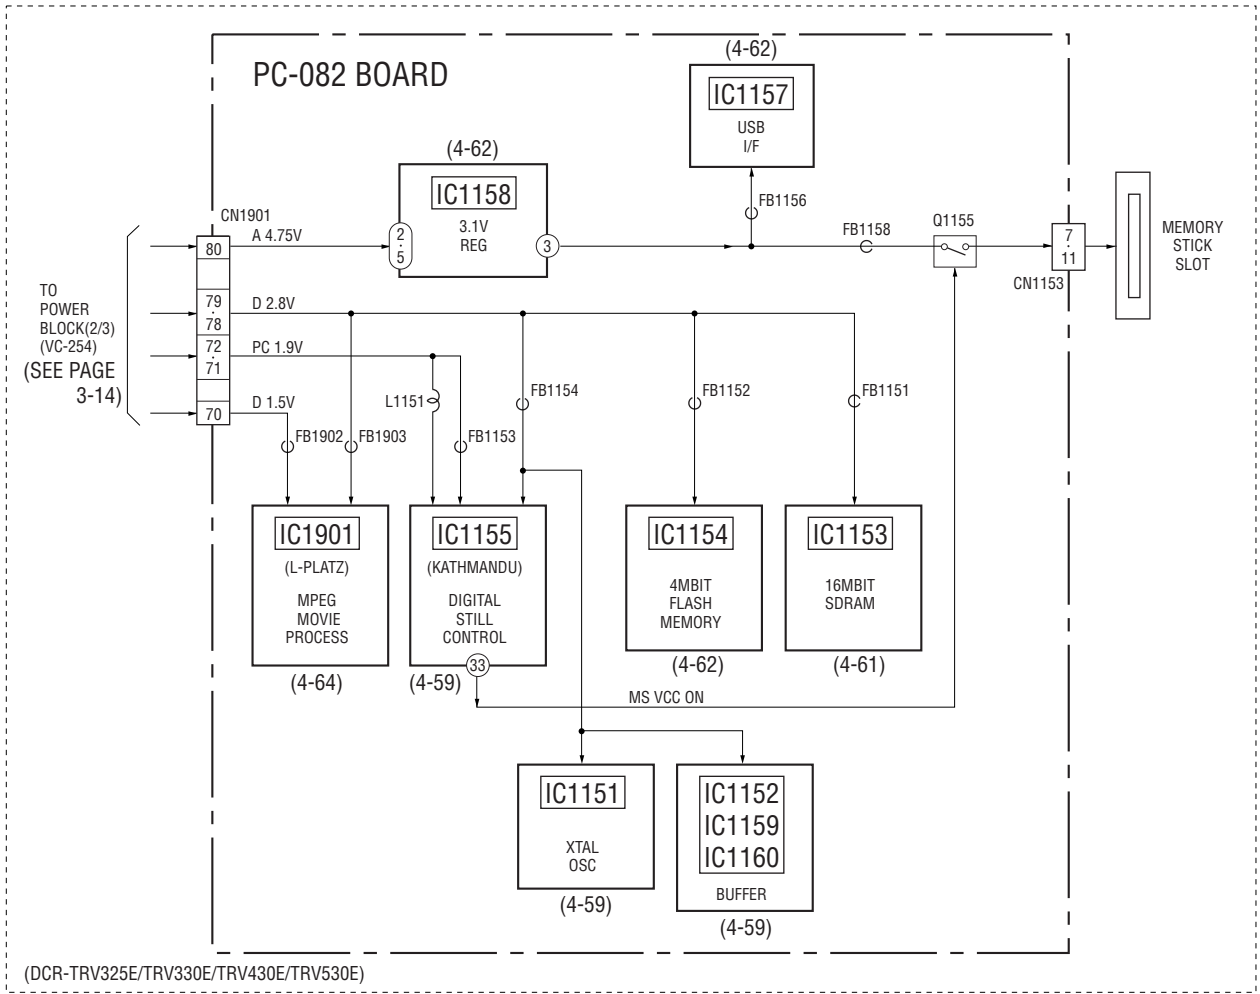 PC-082 BOARD
(4-62)
IC1157
USB
I/F
(4-62)
IC1158
3.1V
REG
2
·
5
3
FB1156
FB1158
Q1155
7
·
11
CN1153
MEMORY
STICK
SLOT
CN1901
80
A 4.75V
79
·
78
D 2.8V
72
·
71
PC 1.9V
70
D 1.5V
TO
POWER
BLOCK(2/3)
(VC-254)
(SEE PAGE
3-14)
L1151
FB1154
FB1152
FB1151
FB1902
FB1903
FB1153
IC1901
(L-PLATZ)
MPEG
MOVIE
PROCESS
(4-64)
IC1155
(KATHMANDU)
DIGITAL
STILL
CONTROL
33
(4-59)
IC1154
4MBIT
FLASH
MEMORY
(4-62)
IC1153
16MBIT
SDRAM
(4-61)
MS VCC ON
IC1151
XTAL
OSC
(4-59)
IC1152
IC1159
IC1160
BUFFER
(4-59)
(DCR-TRV325E/TRV330E/TRV430E/TRV530E)